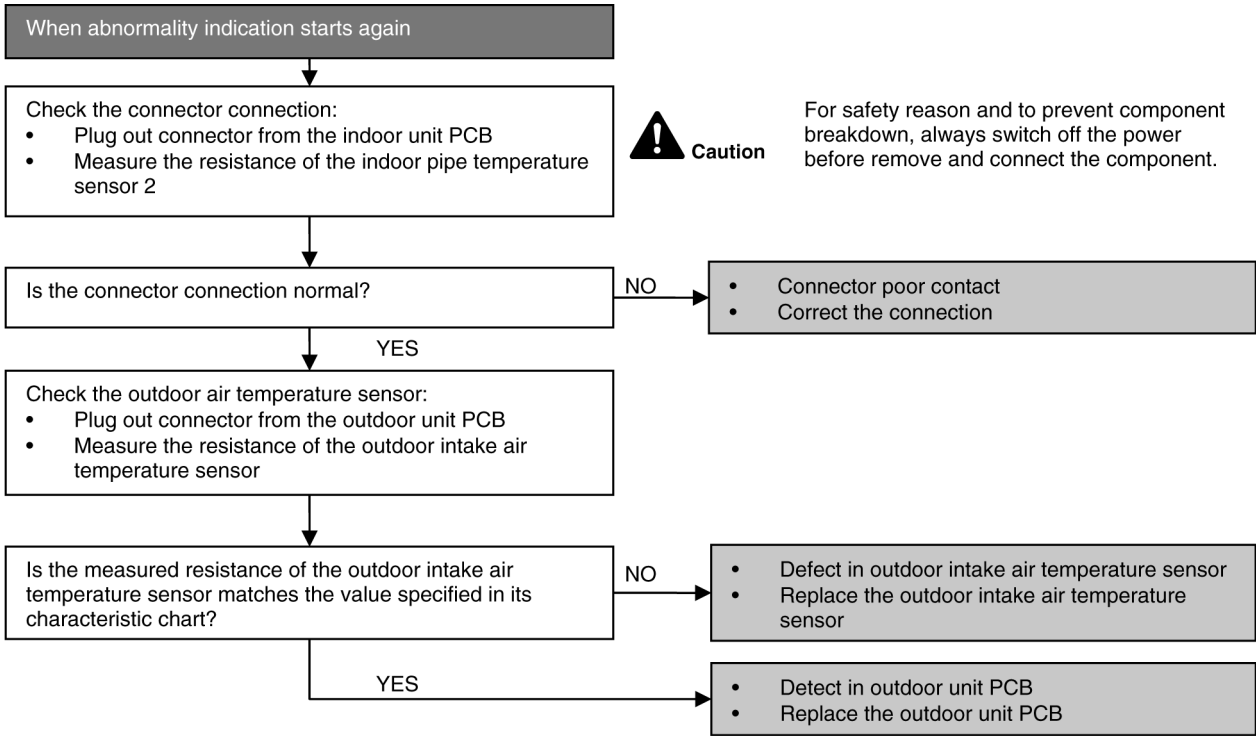 When abnormality indication starts again
Check the connector connection:
• Plug out connector from the indoor unit PCB
• Measure the resistance of the indoor pipe temperature
sensor 2
Caution
For safety reason and to prevent component
breakdown, always switch off the power
before remove and connect the component.
Is the connector connection normal?
NO
• Connector poor contact
• Correct the connection
YES
Check the outdoor air temperature sensor:
• Plug out connector from the outdoor unit PCB
• Measure the resistance of the outdoor intake air
temperature sensor
Is the measured resistance of the outdoor intake air
temperature sensor matches the value specified in its
characteristic chart?
NO
• Defect in outdoor intake air temperature sensor
• Replace the outdoor intake air temperature
sensor
YES
• Detect in outdoor unit PCB
• Replace the outdoor unit PCB